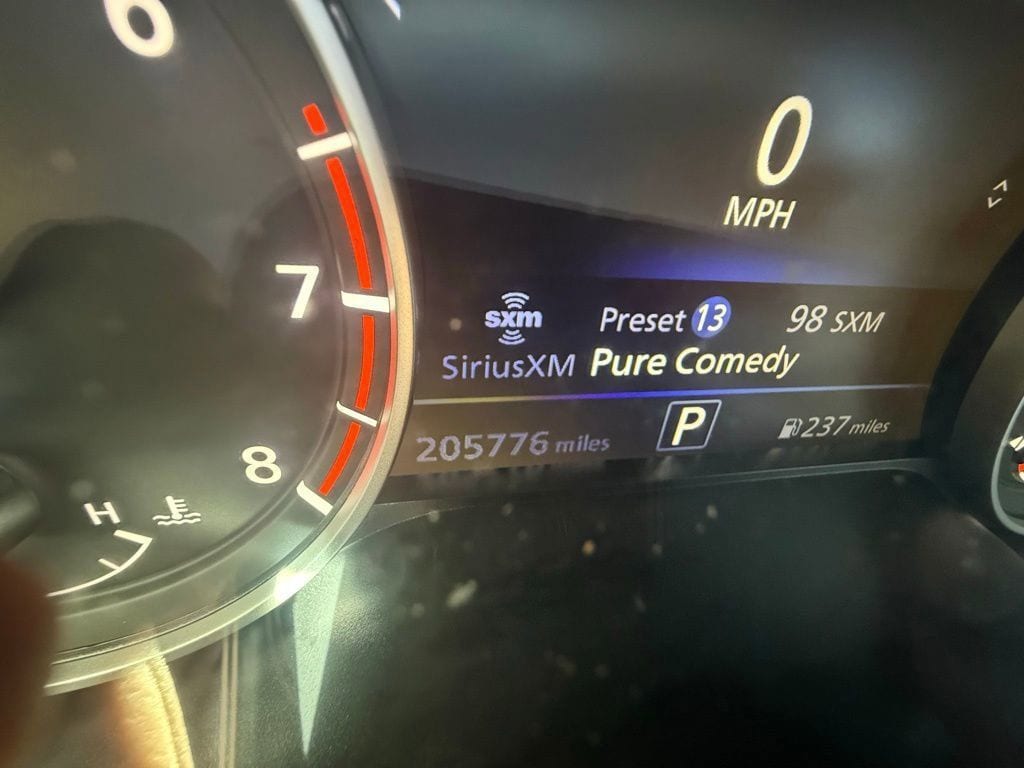 6
0
MPH
7
sxm Preset 13 98 SXM
SiriusXM Pure Comedy
205776 miles P 237 miles
8
H